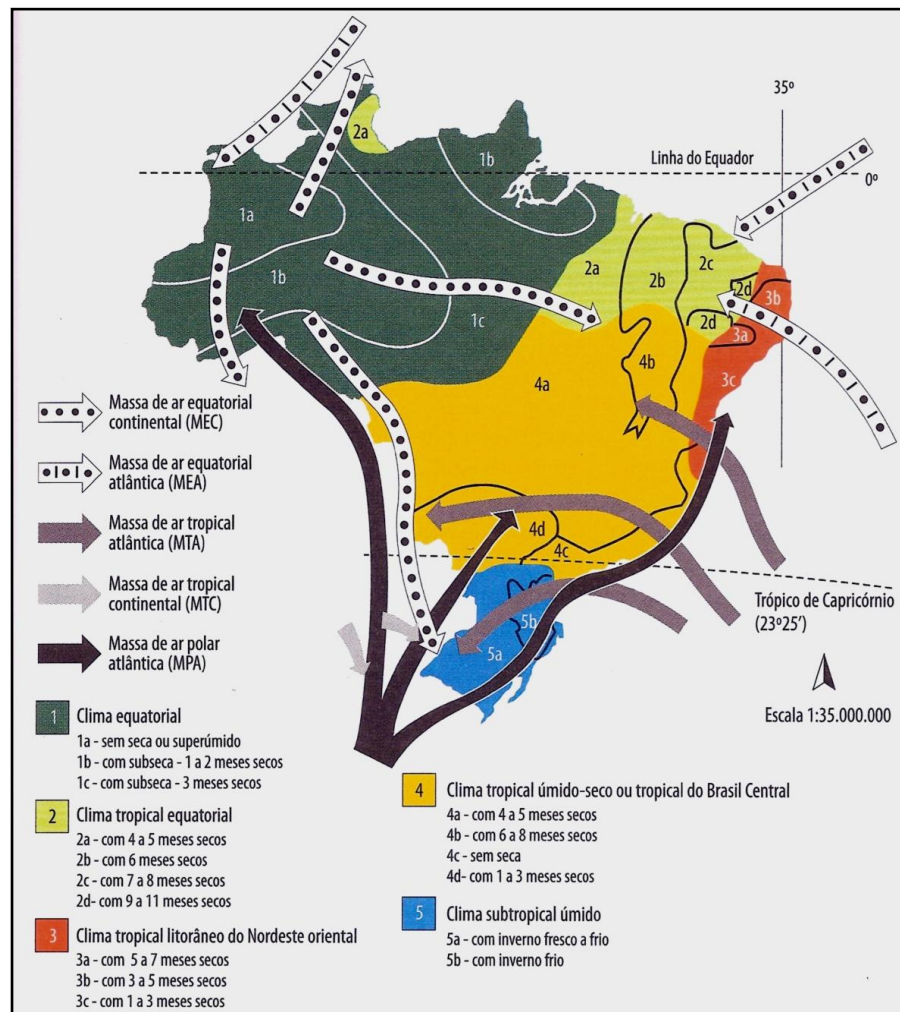 35º
2a
1b
Linha do Equador
0º
1a
1b
2a
2b
2c
2d
3b
1c
2d
3a
4b
4a
3c
Massa de ar equatorial
continental (MEC)
Massa de ar equatorial
atlântica (MEA)
Massa de ar tropical
atlântica (MTA)
Massa de ar tropical
continental (MTC)
Massa de ar polar
atlântica (MPA)
4d
4c
Trópico de Capricórnio
(23º25')
5b
5a
Escala 1:35.000.000
1 Clima equatorial
1a - sem seca ou superúmido
1b - com subseca - 1 a 2 meses secos
1c - com subseca - 3 meses secos
2 Clima tropical equatorial
2a - com 4 a 5 meses secos
2b - com 6 meses secos
2c - com 7 a 8 meses secos
2d- com 9 a 11 meses secos
3 Clima tropical litorâneo do Nordeste oriental
3a - com 5 a 7 meses secos
3b - com 3 a 5 meses secos
3c - com 1 a 3 meses secos
4 Clima tropical úmido-seco ou tropical do Brasil Central
4a - com 4 a 5 meses secos
4b - com 6 a 8 meses secos
4c - sem seca
4d- com 1 a 3 meses secos
5 Clima subtropical úmido
5a - com inverno fresco a frio
5b - com inverno frio